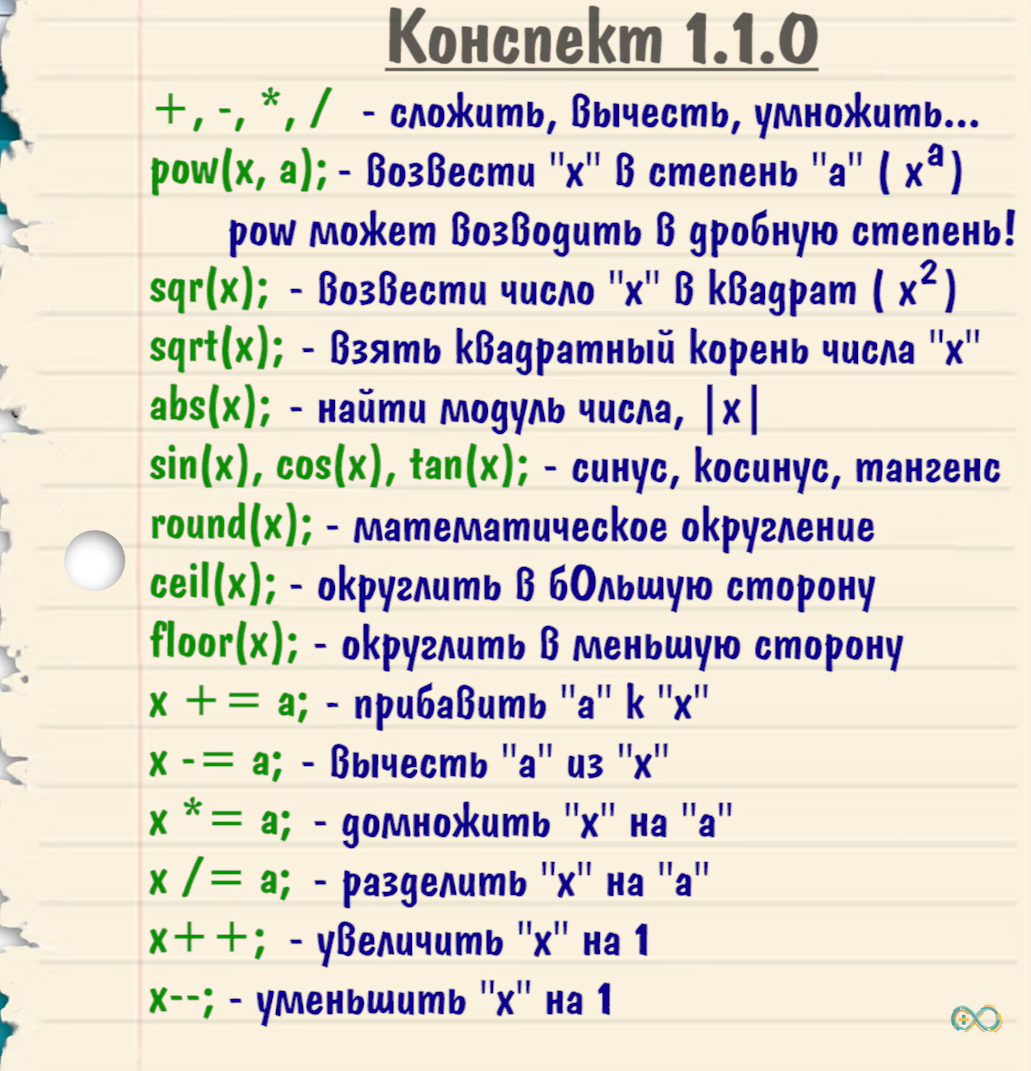 Конспект 1.1.0
+, -, *, / - сложить, вычесть, умножить...
pow(x, a); - возвести "x" в степень "a" ( xᵃ)
pow может возводить в дробную степень!
sqr(x); - возвести число "x" в квадрат ( x²)
sqrt(x); - взять квадратный корень числа "x"
abs(x); - найти модуль числа, |x|
sin(x), cos(x), tan(x); - синус, косинус, тангенс
round(x); - математическое округление
ceil(x); - округлить в бОльшую сторону
floor(x); - округлить в меньшую сторону
x += a; - прибавить "a" к "x"
x -= a; - вычесть "a" из "x"
x *= a; - домножить "x" на "a"
x /= a; - разделить "x" на "a"
x++; - увеличить "x" на 1
x--; - уменьшить "x" на 1